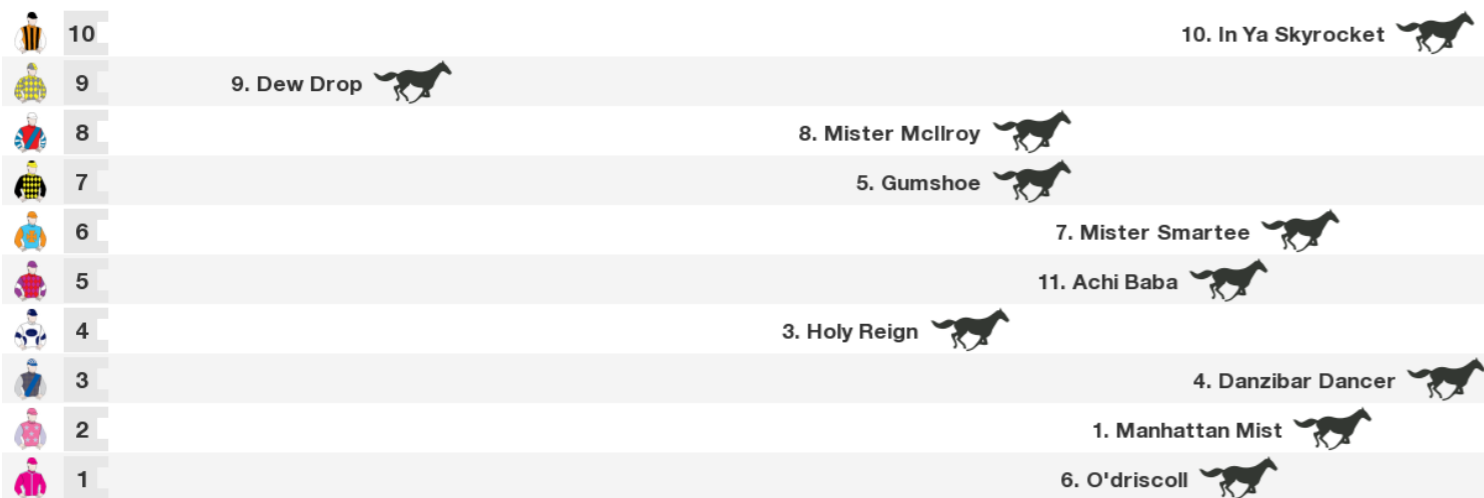 10 10. In Ya Skyrocket
9 9. Dew Drop
8 8. Mister McIlroy
7 5. Gumshoe
6 7. Mister Smartee
5 11. Achi Baba
4 3. Holy Reign
3 4. Danzibar Dancer
2 1. Manhattan Mist
1 6. O'driscoll